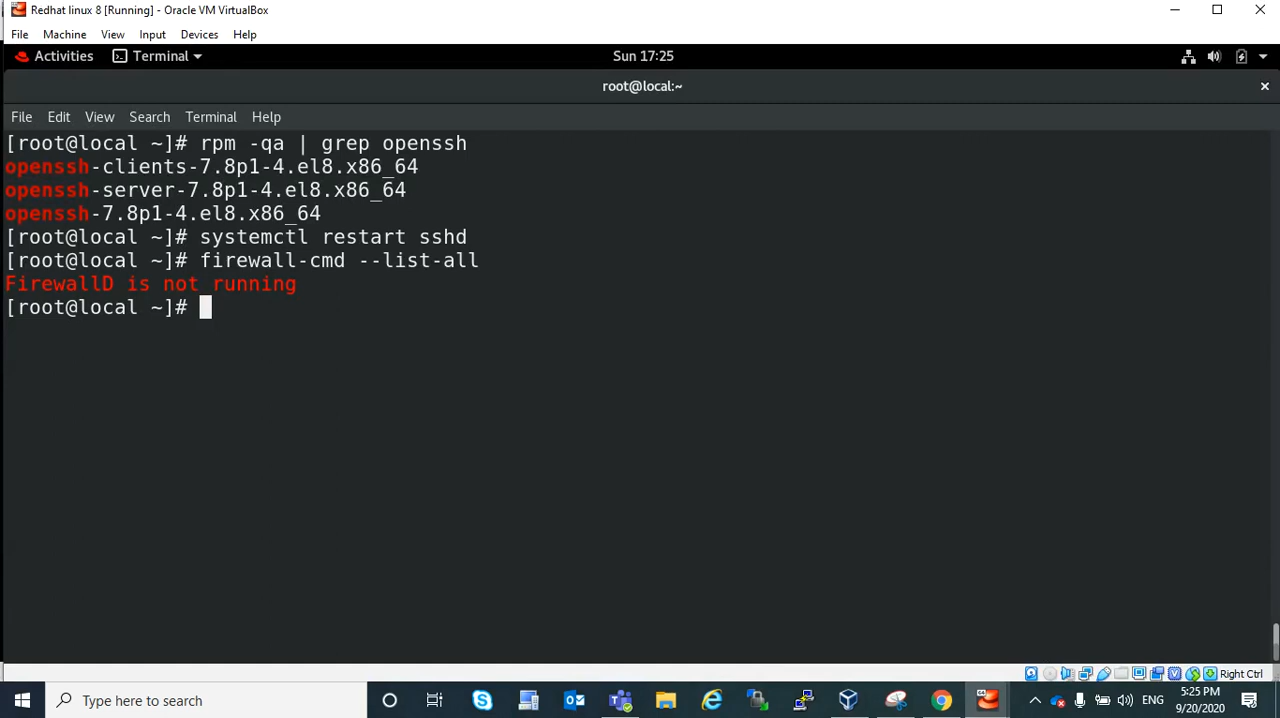 Redhat linux 8 [Running] - Oracle VM VirtualBox
File Machine View Input Devices Help
Activities Terminal Sun 17:25
root@local:~
File Edit View Search Terminal Help
[root@local ~]# rpm -qa | grep openssh
openssh-clients-7.8p1-4.el8.x86_64
openssh-server-7.8p1-4.el8.x86_64
openssh-7.8p1-4.el8.x86_64
[root@local ~]# systemctl restart sshd
[root@local ~]# firewall-cmd --list-all
FirewallD is not running
[root@local ~]#
Right Ctrl
Type here to search
ENG
5:25 PM
9/20/2020